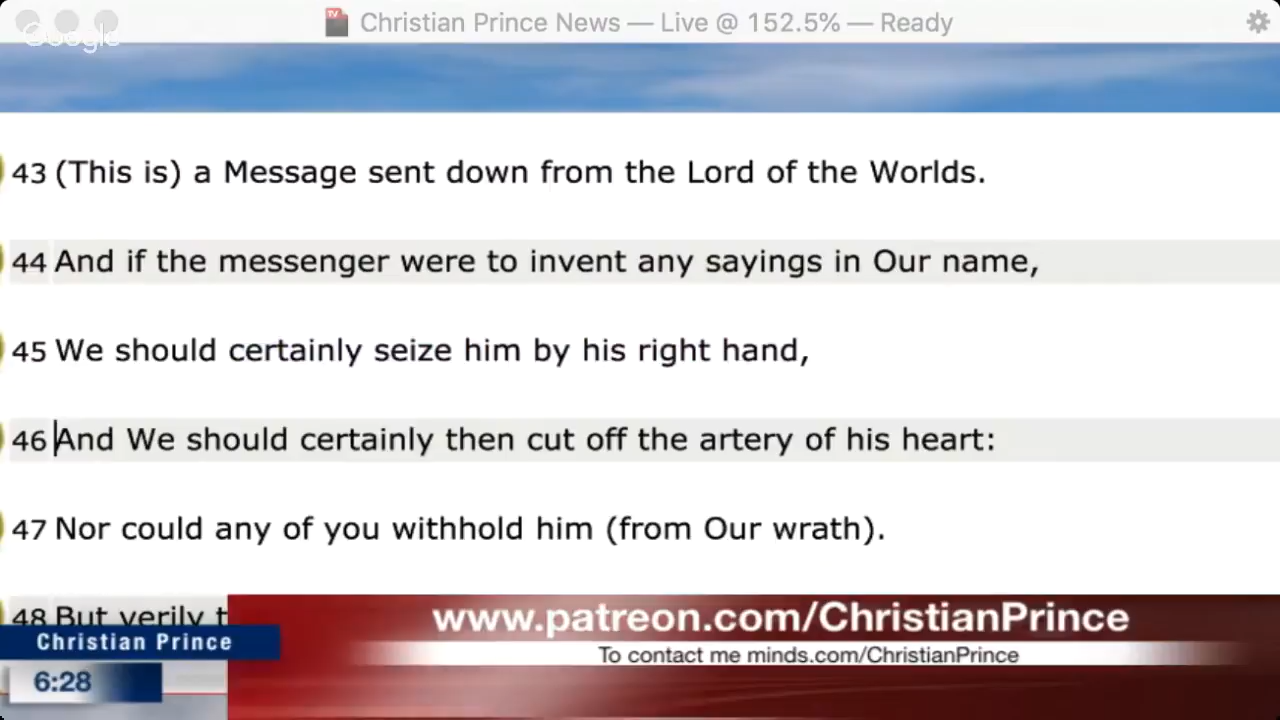 Christian Prince News — Live @ 152.5% — Ready
Google
43 (This is) a Message sent down from the Lord of the Worlds.
44 And if the messenger were to invent any sayings in Our name,
45 We should certainly seize him by his right hand,
46 And We should certainly then cut off the artery of his heart:
47 Nor could any of you withhold him (from Our wrath).
48 But verily t
www.patreon.com/ChristianPrince
To contact me minds.com/ChristianPrince
Christian Prince
6:28